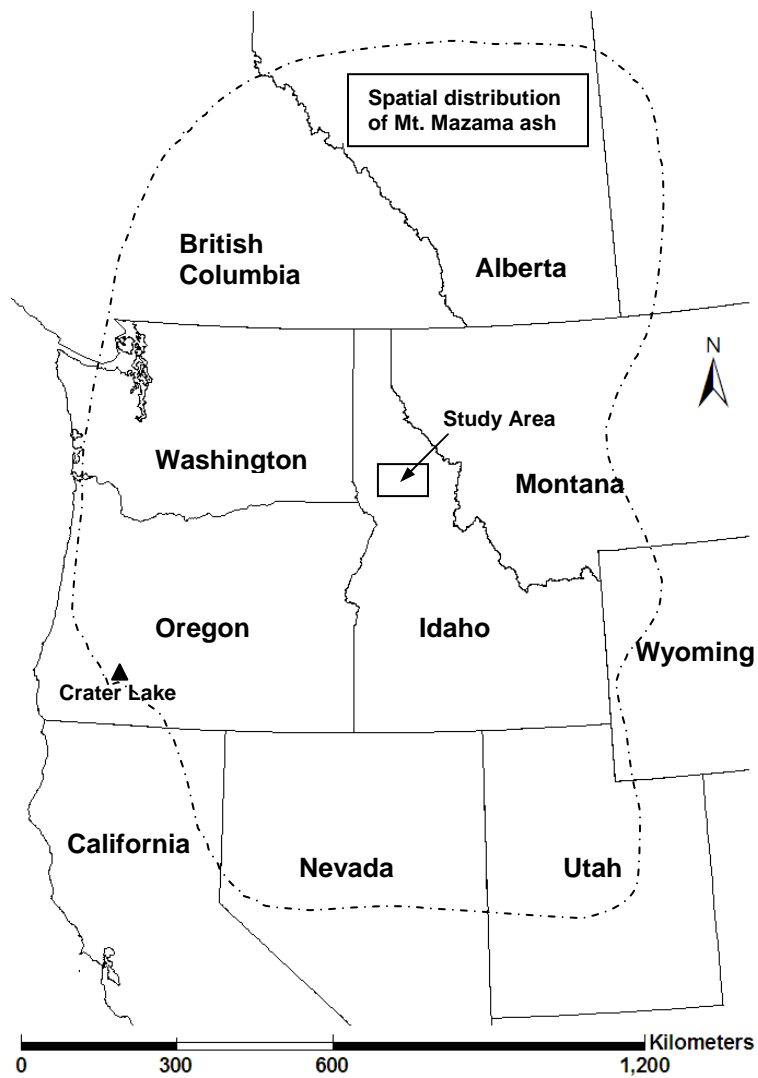 Spatial distribution
of Mt. Mazama ash
British
Columbia
Alberta
N
Study Area
Washington
Montana
Oregon
Idaho
Wyoming
Crater Lake
California
Nevada
Utah
Kilometers
0 300 600 1,200